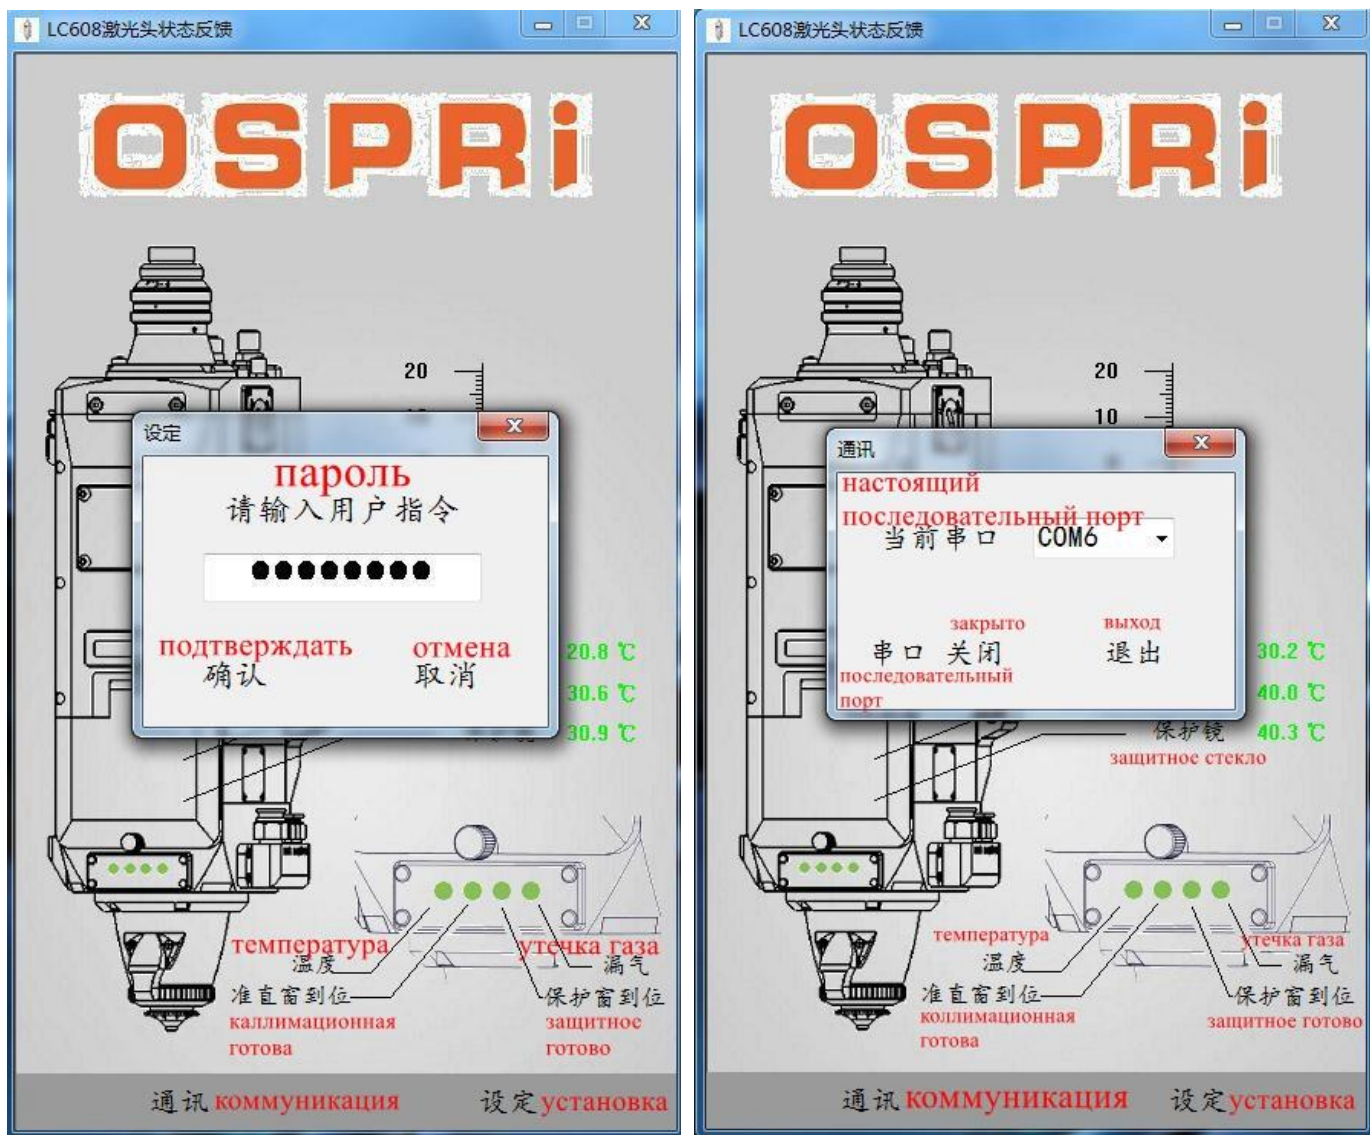 LC608激光头状态反馈
OSPRi
20
设定
пароль
请输入用户指令
●●●●●●●●
подтверждать отмена
确认 取消
20.8 ℃
30.6 ℃
30.9 ℃
температура утечка газа
温度 漏气
准直窗到位 保护窗到位
каллимационная защитное
готова готово
通讯 коммуникация 设定 установка
LC608激光头状态反馈
OSPRi
20
10
通讯
настоящий
последовательный порт
当前串口 COM6
закрыто выход
串口 关闭 退出
последовательный
порт
30.2 ℃
40.0 ℃
保护镜 40.3 ℃
защитное стекло
температура утечка газа
温度 漏气
准直窗到位 保护窗到位
коллимационная защитное готово
готова
通讯 коммуникация 设定 установка